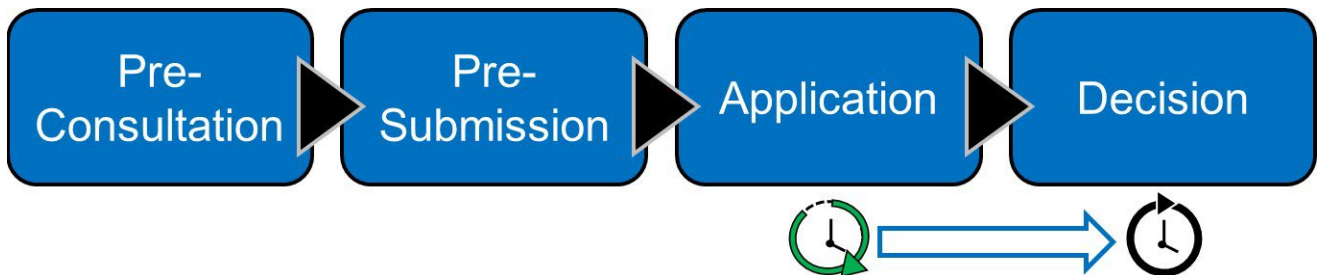 Pre-
Consultation
Pre-
Submission
Application
Decision